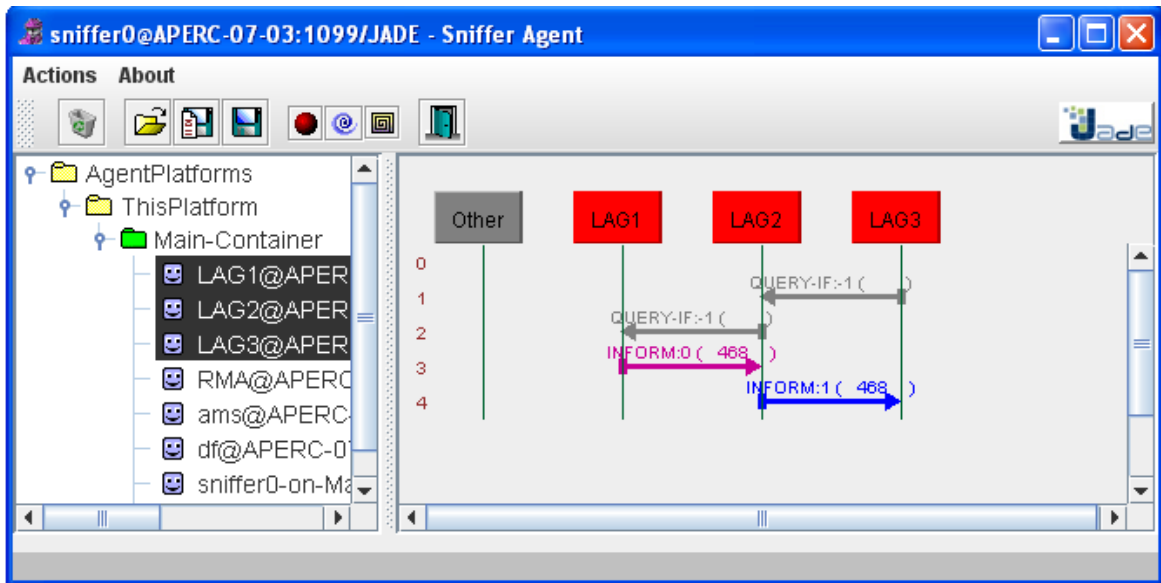 sniffer0@APERC-07-03:1099/JADE - Sniffer Agent
Actions About
Jade
AgentPlatforms
ThisPlatform
Main-Container
LAG1@APER
LAG2@APER
LAG3@APER
RMA@APERC
ams@APERC-
df@APERC-0
sniffer0-on-Ma
Other LAG1 LAG2 LAG3
0
QUERY-IF:-1 ( )
1
QUERY-IF:-1 ( )
2
INFORM:0 ( 468 )
3
INFORM:1 ( 468 )
4